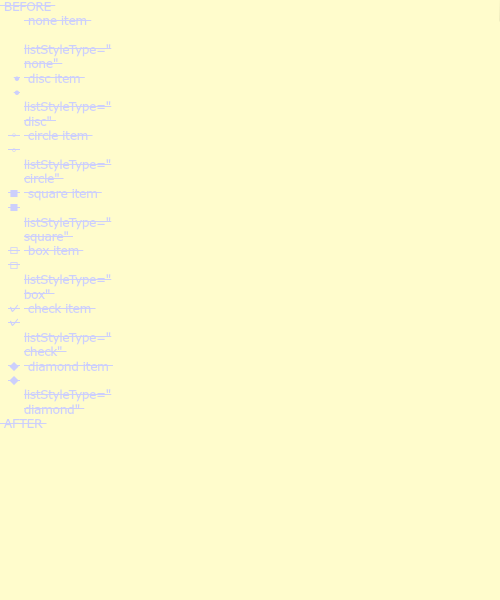 BEFORE
none item
listStyleType="
none"
disc item
listStyleType="
disc"
circle item
listStyleType="
circle"
square item
listStyleType="
square"
box item
listStyleType="
box"
check item
listStyleType="
check"
diamond item
listStyleType="
diamond"
AFTER